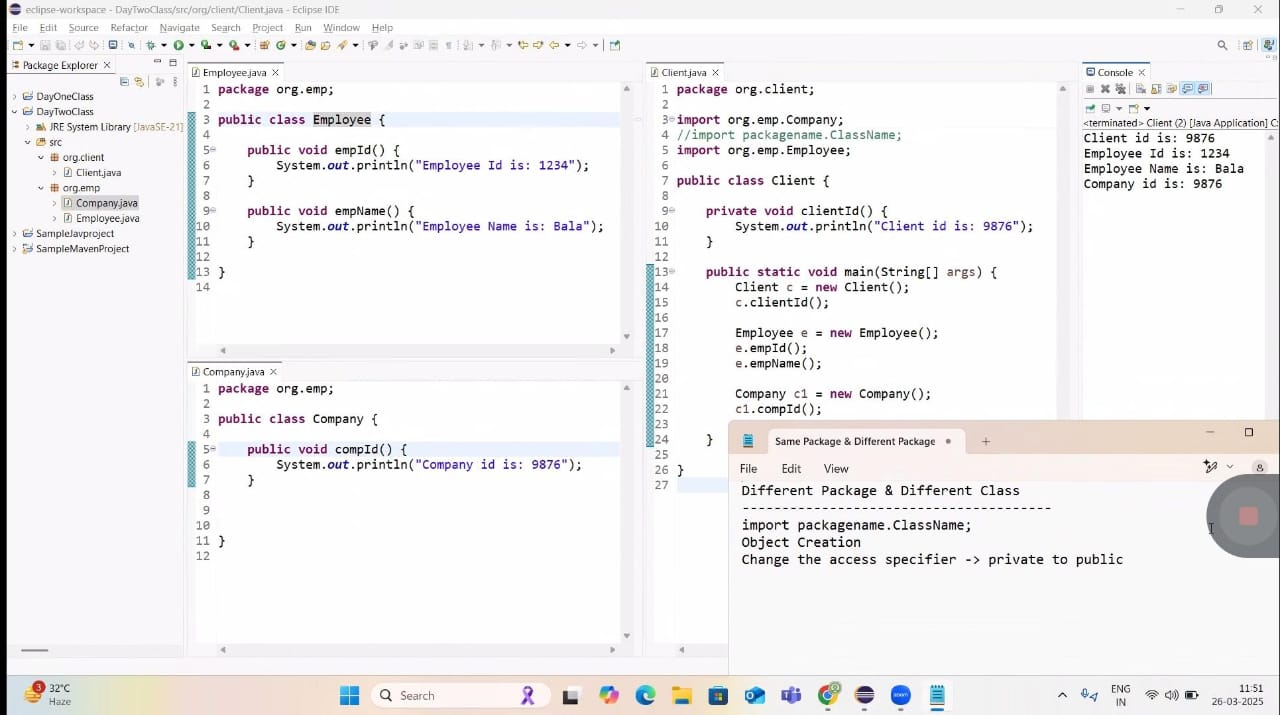 eclipse-workspace - DayTwoClass/src/org/client/Client.java - Eclipse IDE
File Edit Source Refactor Navigate Search Project Run Window Help
Package Explorer
DayOneClass
DayTwoClass
JRE System Library [JavaSE-21]
src
org.client
Client.java
org.emp
Company.java
Employee.java
SampleJavproject
SampleMavenProject
Employee.java
1 package org.emp;
2
3 public class Employee {
4
5 public void empId() {
6 System.out.println("Employee Id is: 1234");
7 }
8
9 public void empName() {
10 System.out.println("Employee Name is: Bala");
11 }
12
13 }
14
Company.java
1 package org.emp;
2
3 public class Company {
4
5 public void compId() {
6 System.out.println("Company id is: 9876");
7 }
8
9
10
11 }
12
Client.java
1 package org.client;
2
3 import org.emp.Company;
4 //import packagename.ClassName;
5 import org.emp.Employee;
6
7 public class Client {
8
9 private void clientId() {
10 System.out.println("Client id is: 9876");
11 }
12
13 public static void main(String[] args) {
14 Client c = new Client();
15 c.clientId();
16
17 Employee e = new Employee();
18 e.empId();
19 e.empName();
20
21 Company c1 = new Company();
22 c1.compId();
23
24 }
25
26 }
27
Console
<terminated> Client (2) [Java Application] C:
Client id is: 9876
Employee Id is: 1234
Employee Name is: Bala
Company id is: 9876
Same Package & Different Package
File Edit View
Different Package & Different Class
---------------------------------------
import packagename.ClassName;
Object Creation
Change the access specifier -> private to public
3
32°C
Haze
Search
zoom
ENG
IN
11:51
26-03-2025